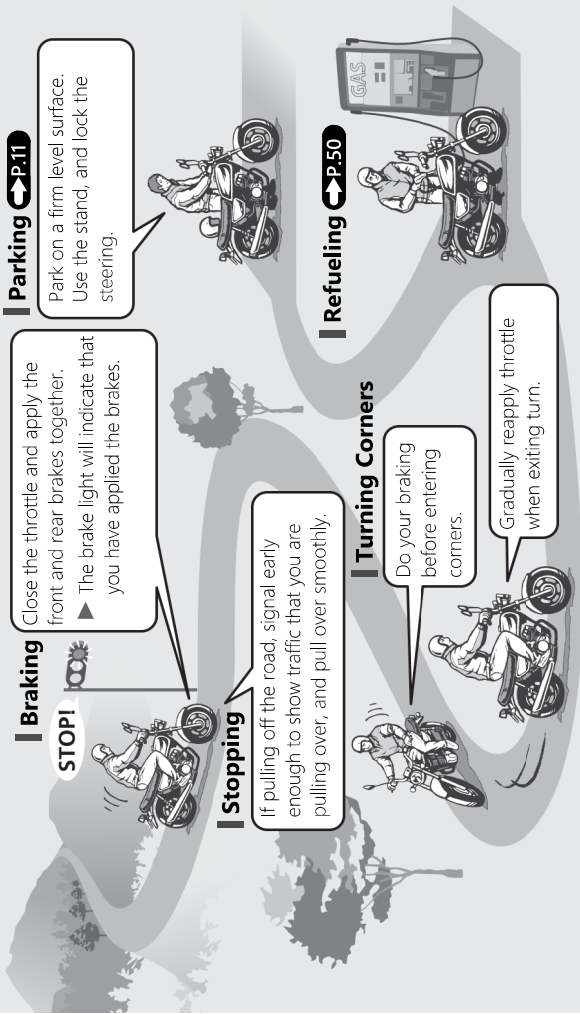 Braking
STOP!
Close the throttle and apply the
front and rear brakes together.
▶ The brake light will indicate that
you have applied the brakes.
Parking ➔P.11
Park on a firm level surface.
Use the stand, and lock the
steering.
Stopping
If pulling off the road, signal early
enough to show traffic that you are
pulling over, and pull over smoothly.
Refueling ➔P.50
GAS
Turning Corners
Do your braking
before entering
corners.
Gradually reapply throttle
when exiting turn.